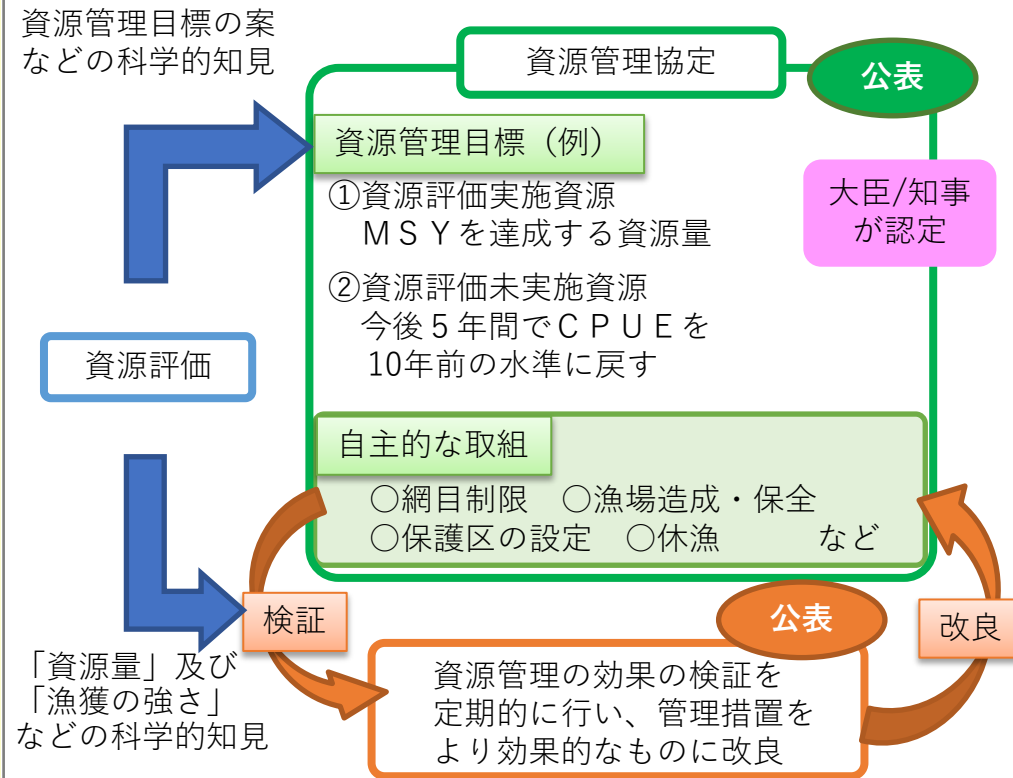 資源管理目標の案
などの科学的知見
資源管理協定
公表
資源管理目標（例）
大臣/知事
が認定
①資源評価実施資源
ＭＳＹを達成する資源量
②資源評価未実施資源
今後５年間でＣＰＵＥを
10年前の水準に戻す
資源評価
自主的な取組
○網目制限　○漁場造成・保全
○保護区の設定　○休漁　　　など
検証
公表
改良
「資源量」及び
「漁獲の強さ」
などの科学的知見
資源管理の効果の検証を
定期的に行い、管理措置を
より効果的なものに改良